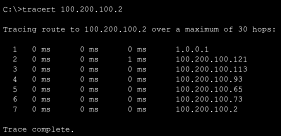 C:\>tracert 100.200.100.2
Tracing route to 100.200.100.2 over a maximum of 30 hops:
1 0 ms 0 ms 0 ms 1.0.0.1
2 0 ms 0 ms 1 ms 100.200.100.121
3 0 ms 0 ms 0 ms 100.200.100.113
4 0 ms 0 ms 0 ms 100.200.100.93
5 0 ms 0 ms 0 ms 100.200.100.65
6 0 ms 0 ms 0 ms 100.200.100.73
7 0 ms 0 ms 0 ms 100.200.100.2
Trace complete.